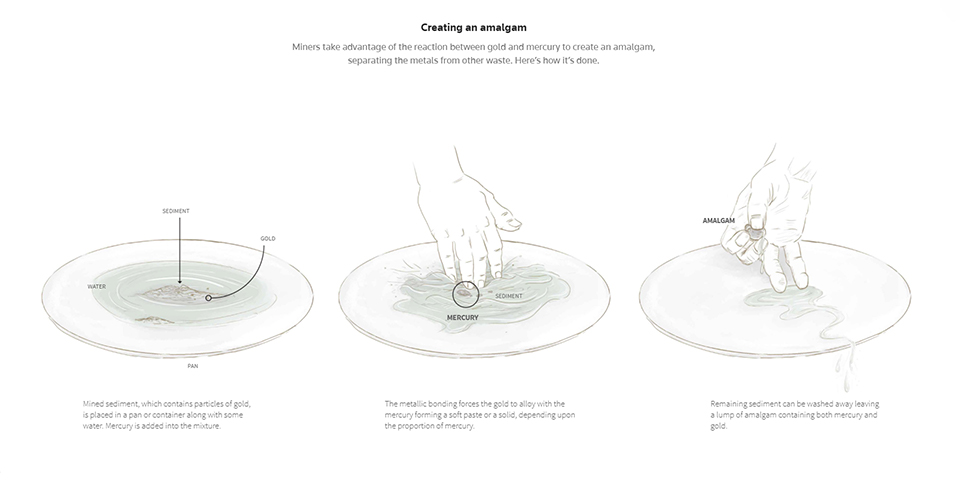 Creating an amalgam
Miners take advantage of the reaction between gold and mercury to create an amalgam,
separating the metals from other waste. Here's how it's done.
SEDIMENT
GOLD
WATER
PAN
Mined sediment, which contains particles of gold,
is placed in a pan or container along with some
water. Mercury is added into the mixture.
SEDIMENT
MERCURY
The metallic bonding forces the gold to alloy with the
mercury forming a soft paste or a solid, depending upon
the proportion of mercury.
AMALGAM
Remaining sediment can be washed away leaving
a lump of amalgam containing both mercury and
gold.